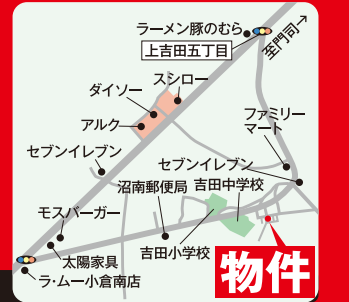 ラーメン豚のむら
上吉田五丁目
至門司→
スシロー
ダイソー
アルク
ファミリー
マート
セブンイレブン
セブンイレブン
沼南郵便局
吉田中学校
モスバーガー
吉田小学校
太陽家具
ラ・ムー小倉南店
物件